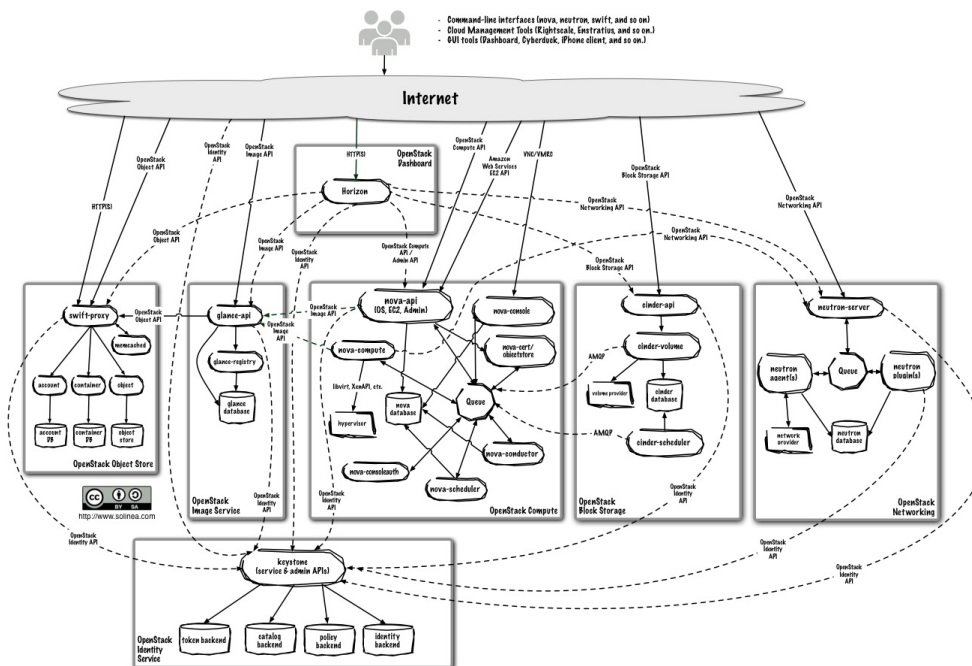 - Command-line interfaces (nova, neutron, swift, and so on)
- Cloud Management Tools (Rightscale, Enstratius, and so on.)
- GUI tools (Dashboard, Cyberduck, iPhone client, and so on.)
Internet
OpenStack
Object API
HTTP(S)
OpenStack
Identity
API
OpenStack
Image API
HTTP(S)
OpenStack
Dashboard
Horizon
OpenStack
Compute API
Amazon
Web Services
EC2 API
VNC/VMRC
OpenStack
Block Storage API
OpenStack
Networking API
OpenStack
Networking API
OpenStack
Networking API
OpenStack
Object API
OpenStack
Image API
OpenStack
Identity
API
OpenStack Compute
API /
Admin API
OpenStack
Block Storage API
swift-proxy
memcached
account
container
object
account
DB
container
DB
object
store
OpenStack Object Store
OpenStack
Object API
glance-api
glance-registry
glance
database
OpenStack
Image Service
OpenStack
Image API
OpenStack
Image
API
nova-api
(OS, EC2, Admin)
nova-console
nova-cert/
objectstore
nova-compute
libvirt, XenAPI, etc.
hypervisor
nova
database
Queue
nova-conductor
nova-consoleauth
nova-scheduler
OpenStack Compute
AMQP
AMQP
cinder-api
cinder-volume
volume provider
cinder
database
cinder-scheduler
OpenStack
Block Storage
neutron-server
neutron
agent(s)
Queue
neutron
plugin(s)
network
provider
neutron
database
OpenStack
Networking
cc
BY SA
http://www.solinea.com
OpenStack
Identity
API
OpenStack
Identity
API
OpenStack
Identity
API
OpenStack
Identity
API
OpenStack
Identity
API
OpenStack
Identity
API
keystone
(service & admin APIs)
token backend
catalog
backend
policy
backend
identity
backend
OpenStack
Identity
Service